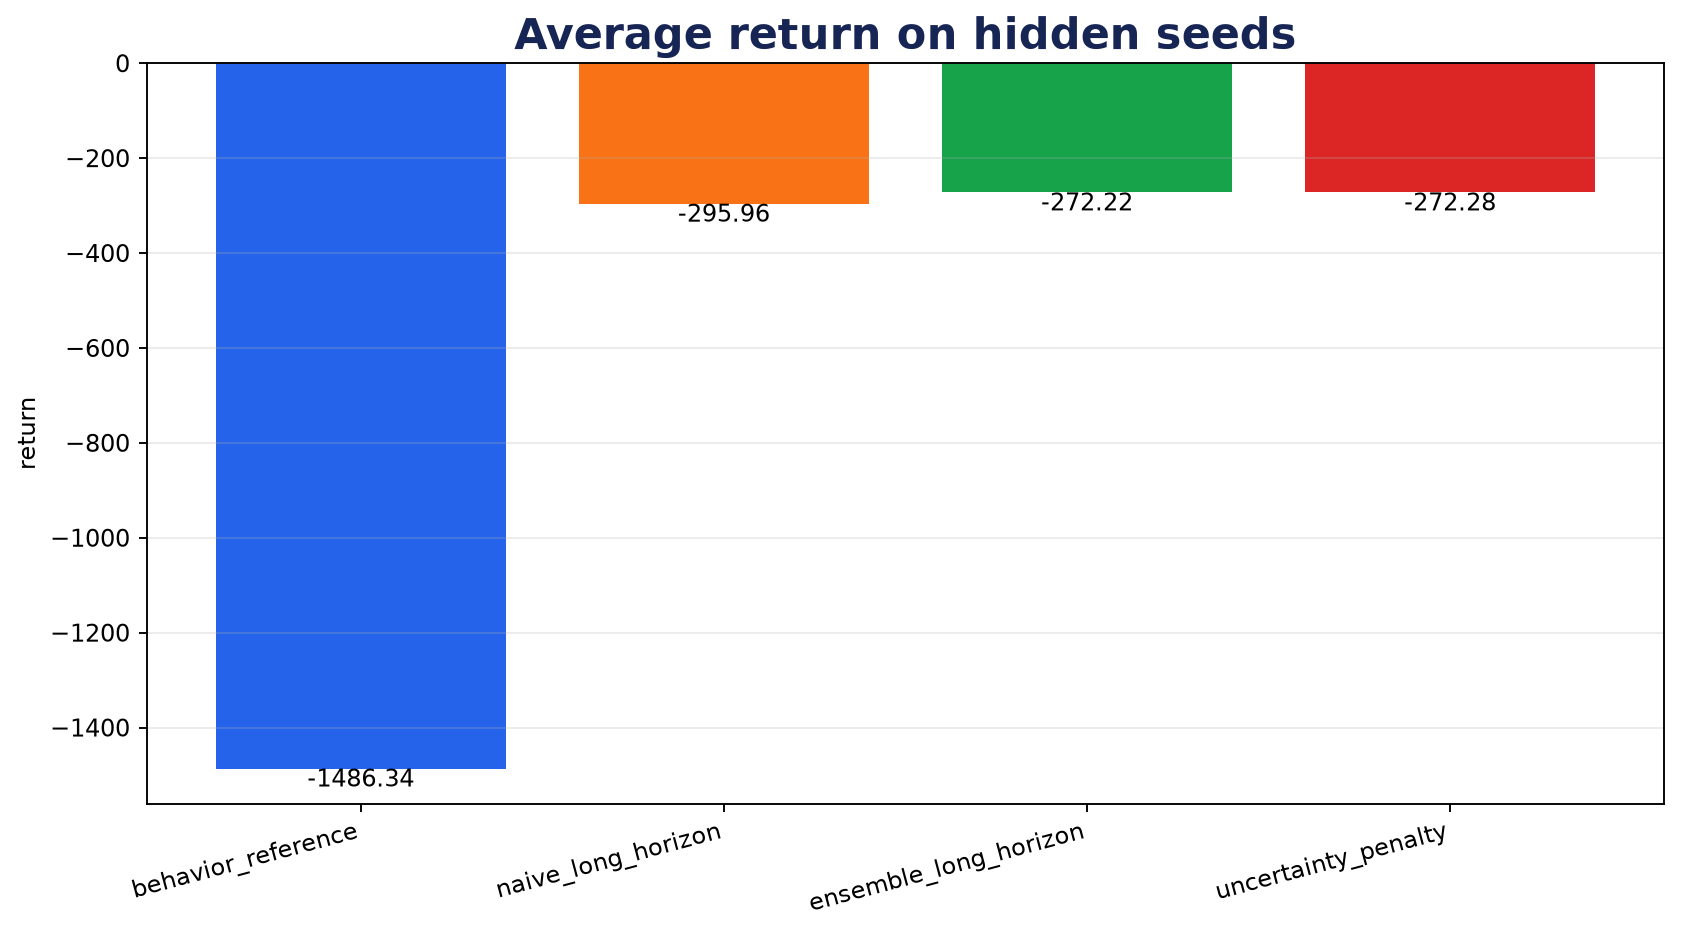 Average return on hidden seeds
0
−200
−400
−600
−800
−1000
−1200
−1400
return
-1486.34
-295.96
-272.22
-272.28
behavior_reference
naive_long_horizon
ensemble_long_horizon
uncertainty_penalty